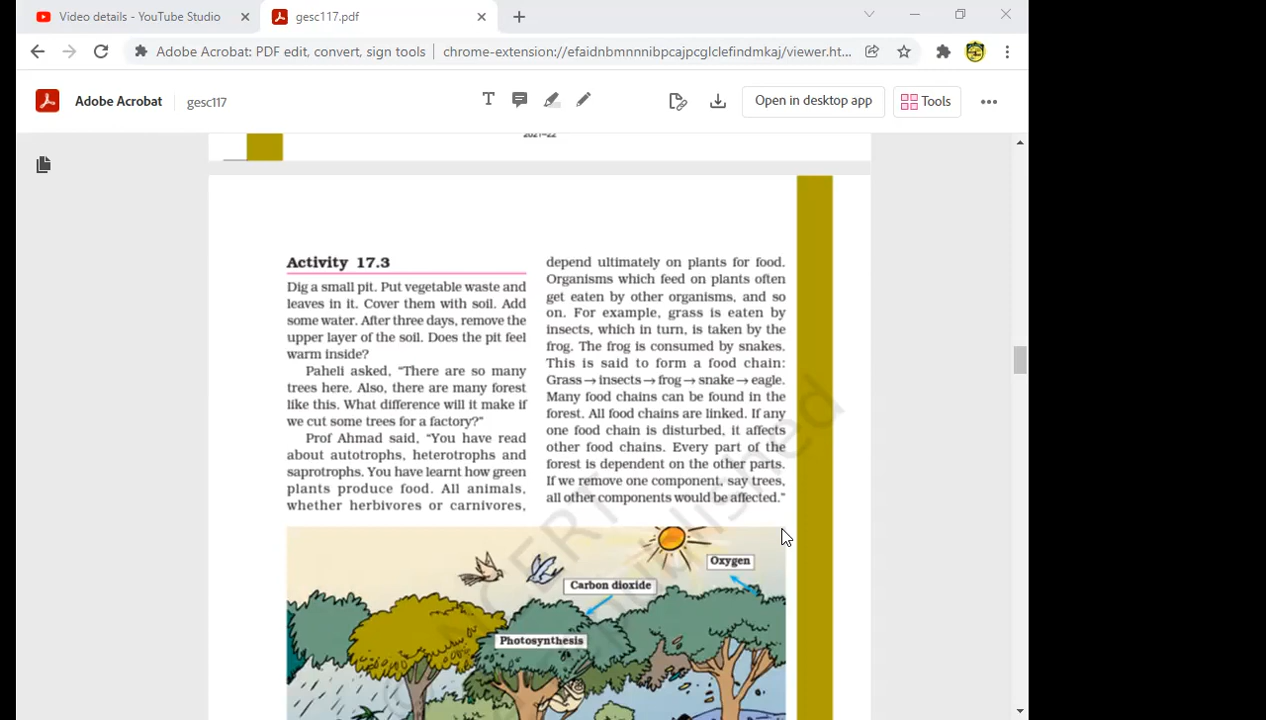 Video details - YouTube Studio
gesc117.pdf
Adobe Acrobat: PDF edit, convert, sign tools
chrome-extension://efaidnbmnnnibpcajpcglclefindmkaj/viewer.ht...
Adobe Acrobat
gesc117
Open in desktop app
Tools
2021–22
Activity 17.3
Dig a small pit. Put vegetable waste and
leaves in it. Cover them with soil. Add
some water. After three days, remove the
upper layer of the soil. Does the pit feel
warm inside?
Paheli asked, “There are so many
trees here. Also, there are many forest
like this. What difference will it make if
we cut some trees for a factory?”
Prof Ahmad said, “You have read
about autotrophs, heterotrophs and
saprotrophs. You have learnt how green
plants produce food. All animals,
whether herbivores or carnivores,
depend ultimately on plants for food.
Organisms which feed on plants often
get eaten by other organisms, and so
on. For example, grass is eaten by
insects, which in turn, is taken by the
frog. The frog is consumed by snakes.
This is said to form a food chain:
Grass→insects→frog→snake→eagle.
Many food chains can be found in the
forest. All food chains are linked. If any
one food chain is disturbed, it affects
other food chains. Every part of the
forest is dependent on the other parts.
If we remove one component, say trees,
all other components would be affected.”
Oxygen
Carbon dioxide
Photosynthesis